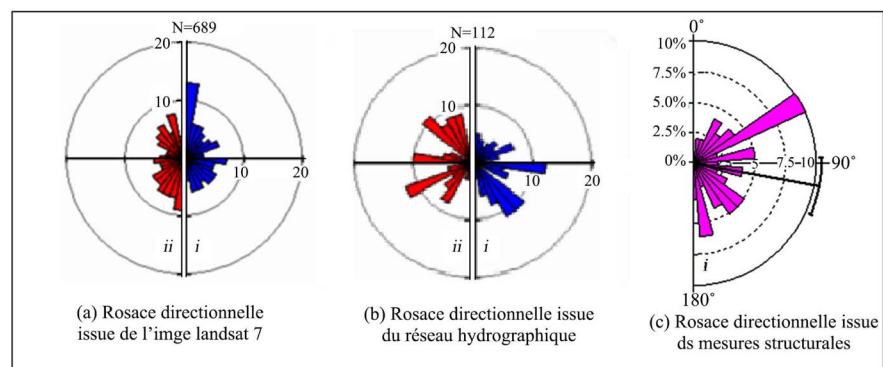 N=689
20
10
10
20
ii
i
(a) Rosace directionnelle
issue de l'imge landsat 7
N=112
20
10
10
20
ii
i
(b) Rosace directionnelle issue
du réseau hydrographique
0˚
10%
7.5%
5.0%
2.5%
0%
5
7.5
10
90˚
i
180˚
(c) Rosace directionnelle issue
ds mesures structurales